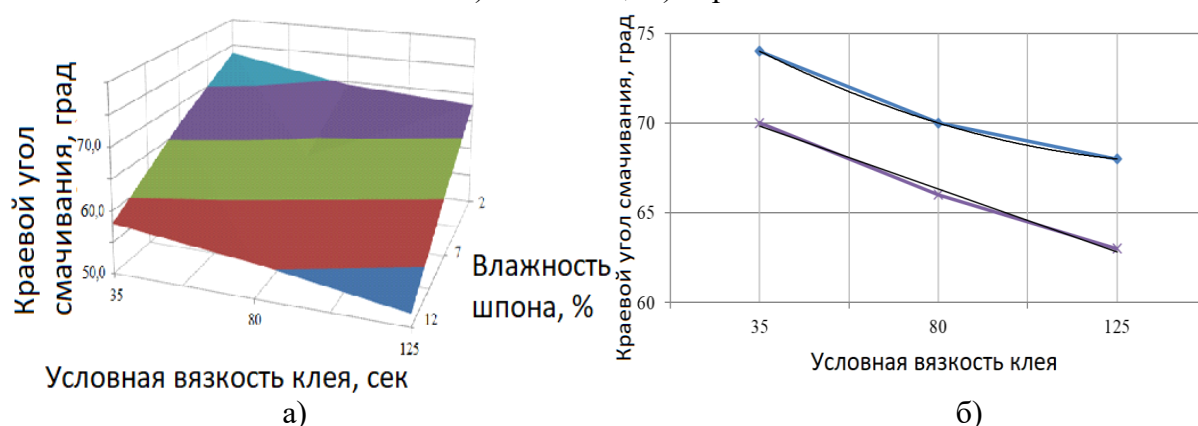 Краевой угол
смачивания, град
70,0
60,0
50,0
35
80
125
12
7
2
Влажность
шпона, %
Условная вязкость клея, сек
а)
Краевой угол смачивания, град
75
70
65
60
35
80
125
Условная вязкость клея
б)